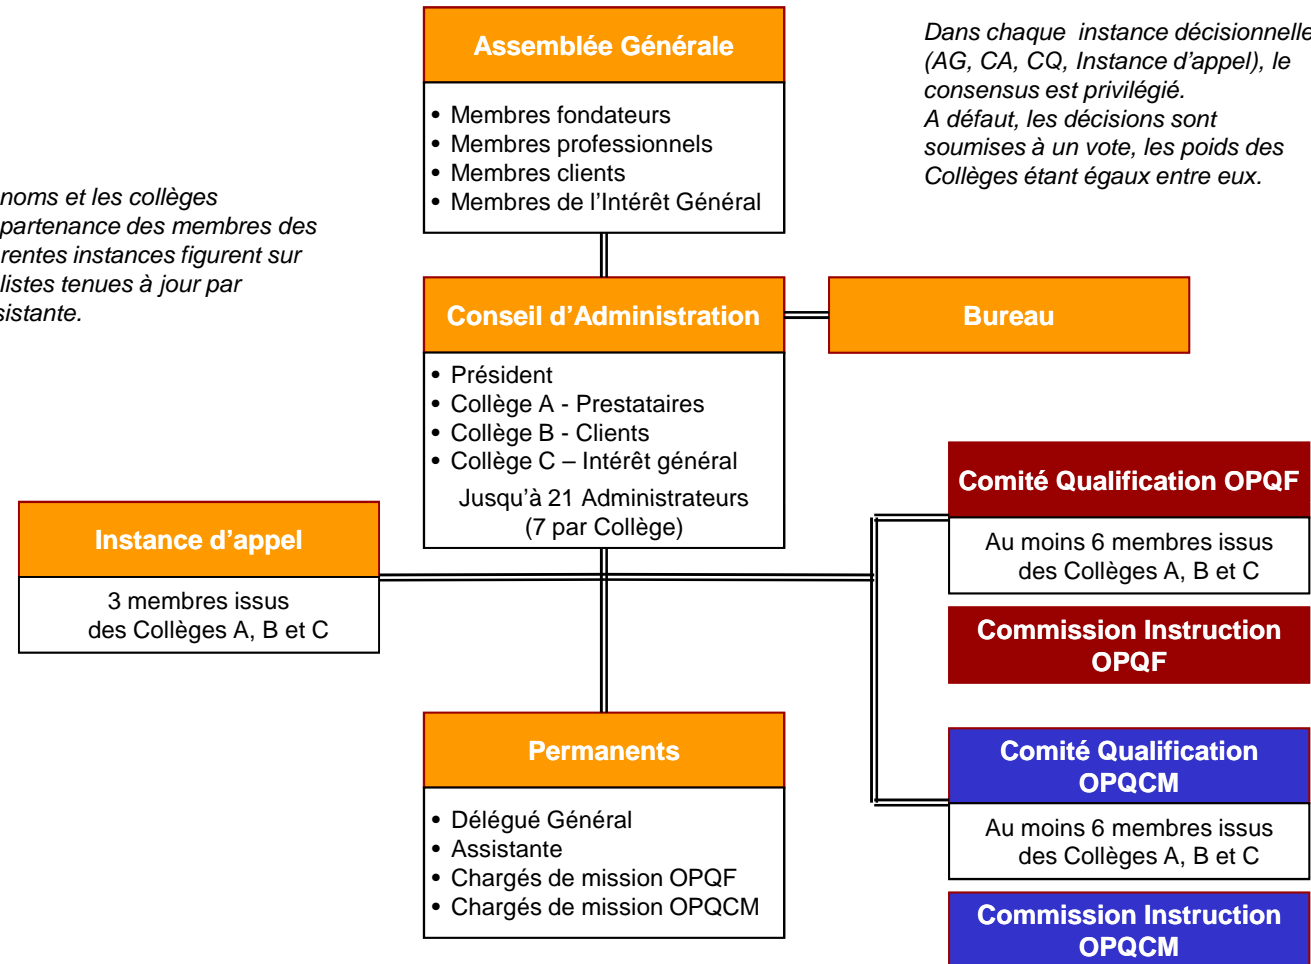 Assemblée Générale
• Membres fondateurs
• Membres professionnels
• Membres clients
• Membres de l'Intérêt Général
Dans chaque instance décisionnelle
(AG, CA, CQ, Instance d'appel), le
consensus est privilégié.
A défaut, les décisions sont
soumises à un vote, les poids des
Collèges étant égaux entre eux.
noms et les collèges
partenance des membres des
rentes instances figurent sur
listes tenues à jour par
sistante.
Conseil d'Administration
• Président
• Collège A - Prestataires
• Collège B - Clients
• Collège C – Intérêt général
Jusqu'à 21 Administrateurs
(7 par Collège)
Bureau
Instance d'appel
3 membres issus
des Collèges A, B et C
Comité Qualification OPQF
Au moins 6 membres issus
des Collèges A, B et C
Commission Instruction
OPQF
Permanents
• Délégué Général
• Assistante
• Chargés de mission OPQF
• Chargés de mission OPQCM
Comité Qualification
OPQCM
Au moins 6 membres issus
des Collèges A, B et C
Commission Instruction
OPQCM